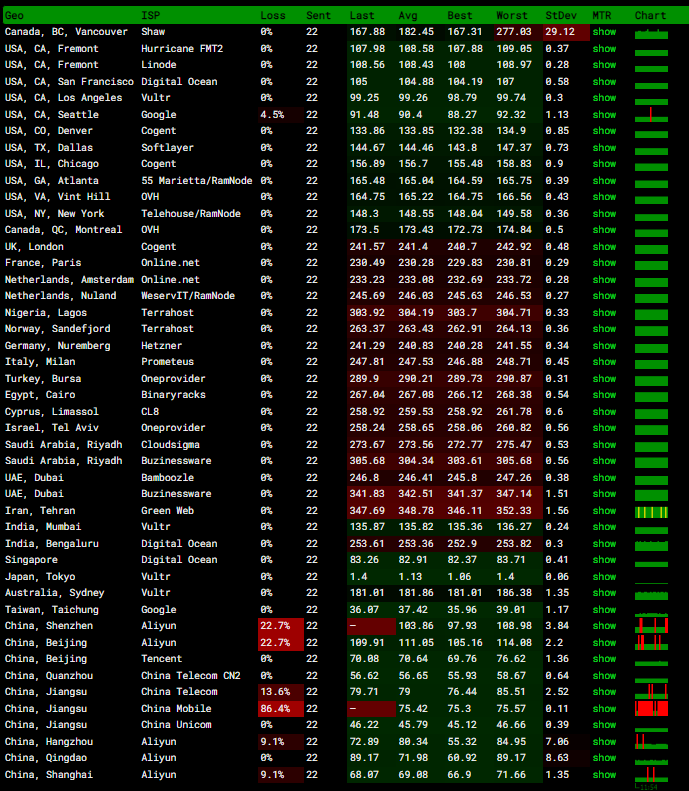 Geo ISP Loss Sent Last Avg Best Worst StDev MTR Chart
Canada, BC, Vancouver Shaw 0% 22 167.88 182.45 167.31 277.03 29.12 show
USA, CA, Fremont Hurricane FMT2 0% 22 107.98 108.58 107.88 109.05 0.37 show
USA, CA, Fremont Linode 0% 22 108.56 108.43 108 108.97 0.28 show
USA, CA, San Francisco Digital Ocean 0% 22 105 104.88 104.19 107 0.58 show
USA, CA, Los Angeles Vultr 0% 22 99.25 99.26 98.79 99.74 0.3 show
USA, CA, Seattle Google 4.5% 22 91.48 90.4 88.27 92.32 1.13 show
USA, CO, Denver Cogent 0% 22 133.86 133.85 132.38 134.9 0.85 show
USA, TX, Dallas Softlayer 0% 22 144.67 144.46 143.8 147.37 0.73 show
USA, IL, Chicago Cogent 0% 22 156.89 156.7 155.48 158.83 0.9 show
USA, GA, Atlanta 55 Marietta/RamNode 0% 22 165.48 165.04 164.59 165.75 0.39 show
USA, VA, Vint Hill OVH 0% 22 164.75 165.22 164.75 166.56 0.43 show
USA, NY, New York Telehouse/RamNode 0% 22 148.3 148.55 148.04 149.58 0.36 show
Canada, QC, Montreal OVH 0% 22 173.5 173.43 172.73 174.84 0.5 show
UK, London Cogent 0% 22 241.57 241.4 240.7 242.92 0.48 show
France, Paris Online.net 0% 22 230.49 230.28 229.83 230.81 0.29 show
Netherlands, Amsterdam Online.net 0% 22 233.23 233.08 232.69 233.72 0.28 show
Netherlands, Nuland WeservIT/RamNode 0% 22 245.69 246.03 245.63 246.53 0.27 show
Nigeria, Lagos Terrahost 0% 22 303.92 304.19 303.7 304.71 0.33 show
Norway, Sandefjord Terrahost 0% 22 263.37 263.43 262.91 264.13 0.36 show
Germany, Nuremberg Hetzner 0% 22 241.29 240.83 240.28 241.55 0.34 show
Italy, Milan Prometeus 0% 22 247.81 247.53 246.88 248.71 0.45 show
Turkey, Bursa Oneprovider 0% 22 289.9 290.21 289.73 290.87 0.31 show
Egypt, Cairo Binaryracks 0% 22 267.04 267.08 266.12 268.38 0.54 show
Cyprus, Limassol CL8 0% 22 258.92 259.53 258.92 261.78 0.6 show
Israel, Tel Aviv Oneprovider 0% 22 258.24 258.65 258.06 260.82 0.56 show
Saudi Arabia, Riyadh Cloudsigma 0% 22 273.67 273.56 272.77 275.47 0.53 show
Saudi Arabia, Riyadh Buzinessware 0% 22 305.68 304.34 303.61 305.68 0.56 show
UAE, Dubai Bamboozle 0% 22 246.8 246.41 245.8 247.26 0.38 show
UAE, Dubai Buzinessware 0% 22 341.83 342.51 341.37 347.14 1.51 show
Iran, Tehran Green Web 0% 22 347.69 348.78 346.11 352.33 1.56 show
India, Mumbai Vultr 0% 22 135.87 135.82 135.36 136.27 0.24 show
India, Bengaluru Digital Ocean 0% 22 253.61 253.36 252.9 253.82 0.3 show
Singapore Digital Ocean 0% 22 83.26 82.91 82.37 83.71 0.41 show
Japan, Tokyo Vultr 0% 22 1.4 1.13 1.06 1.4 0.06 show
Australia, Sydney Vultr 0% 22 181.01 181.86 181.01 186.38 1.35 show
Taiwan, Taichung Google 0% 22 36.07 37.42 35.96 39.01 1.17 show
China, Shenzhen Aliyun 22.7% 22 – 103.86 97.93 108.98 3.84 show
China, Beijing Aliyun 22.7% 22 109.91 111.05 105.16 114.08 2.2 show
China, Beijing Tencent 0% 22 70.08 70.64 69.76 76.62 1.36 show
China, Quanzhou China Telecom CN2 0% 22 56.62 56.65 55.93 58.67 0.64 show
China, Jiangsu China Telecom 13.6% 22 79.71 79 76.44 85.51 2.52 show
China, Jiangsu China Mobile 86.4% 22 – 75.42 75.3 75.57 0.11 show
China, Jiangsu China Unicom 0% 22 46.22 45.79 45.12 46.66 0.39 show
China, Hangzhou Aliyun 9.1% 22 72.89 80.34 55.32 84.95 7.06 show
China, Qingdao Aliyun 0% 22 89.17 71.98 60.92 89.17 8.63 show
China, Shanghai Aliyun 9.1% 22 68.07 69.08 66.9 71.66 1.35 show